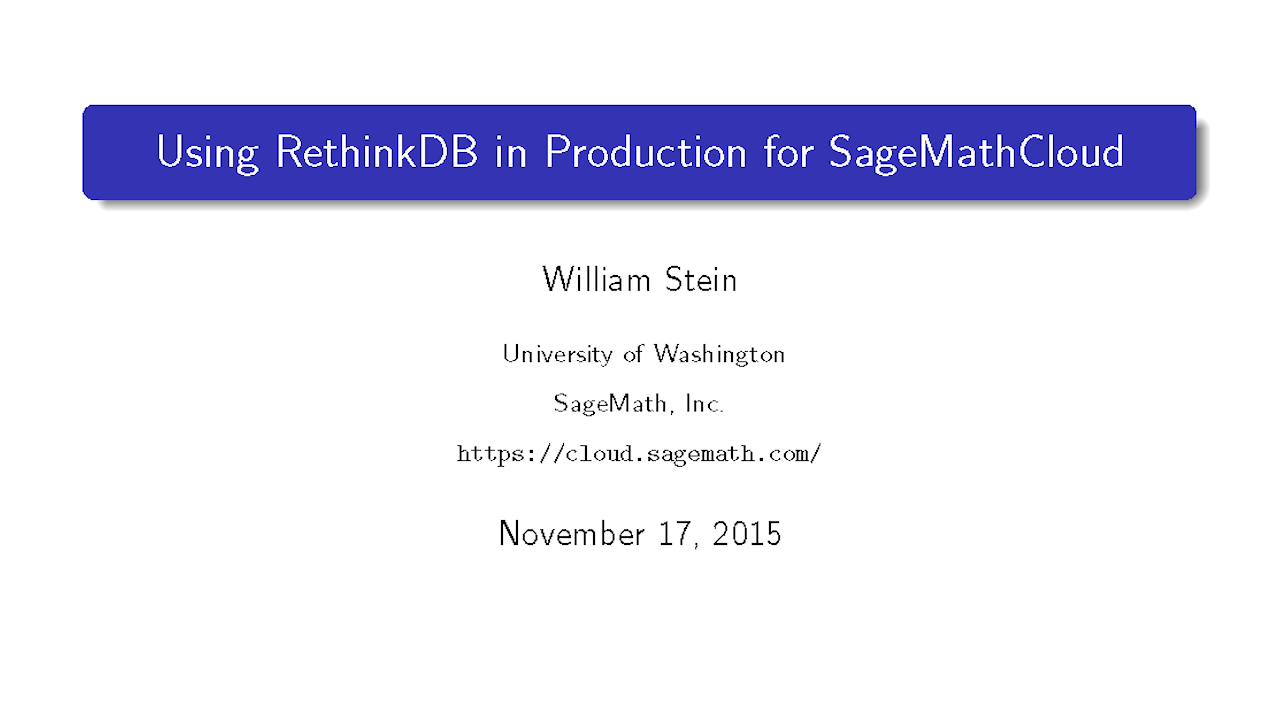 Using RethinkDB in Production for SageMathCloud
William Stein
University of Washington
SageMath, Inc.
https://cloud.sagemath.com/
November 17, 2015